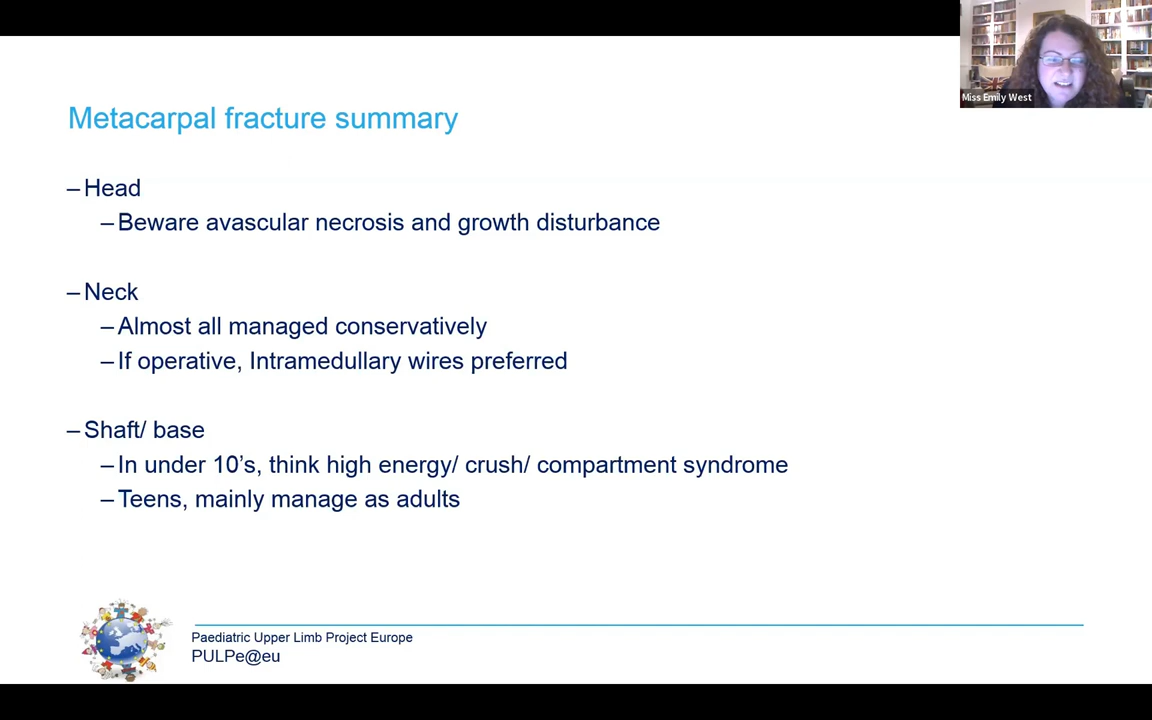 Miss Emily West
Metacarpal fracture summary
–Head
–Beware avascular necrosis and growth disturbance
–Neck
–Almost all managed conservatively
–If operative, Intramedullary wires preferred
–Shaft/ base
–In under 10’s, think high energy/ crush/ compartment syndrome
–Teens, mainly manage as adults
Paediatric Upper Limb Project Europe
PULPe@eu